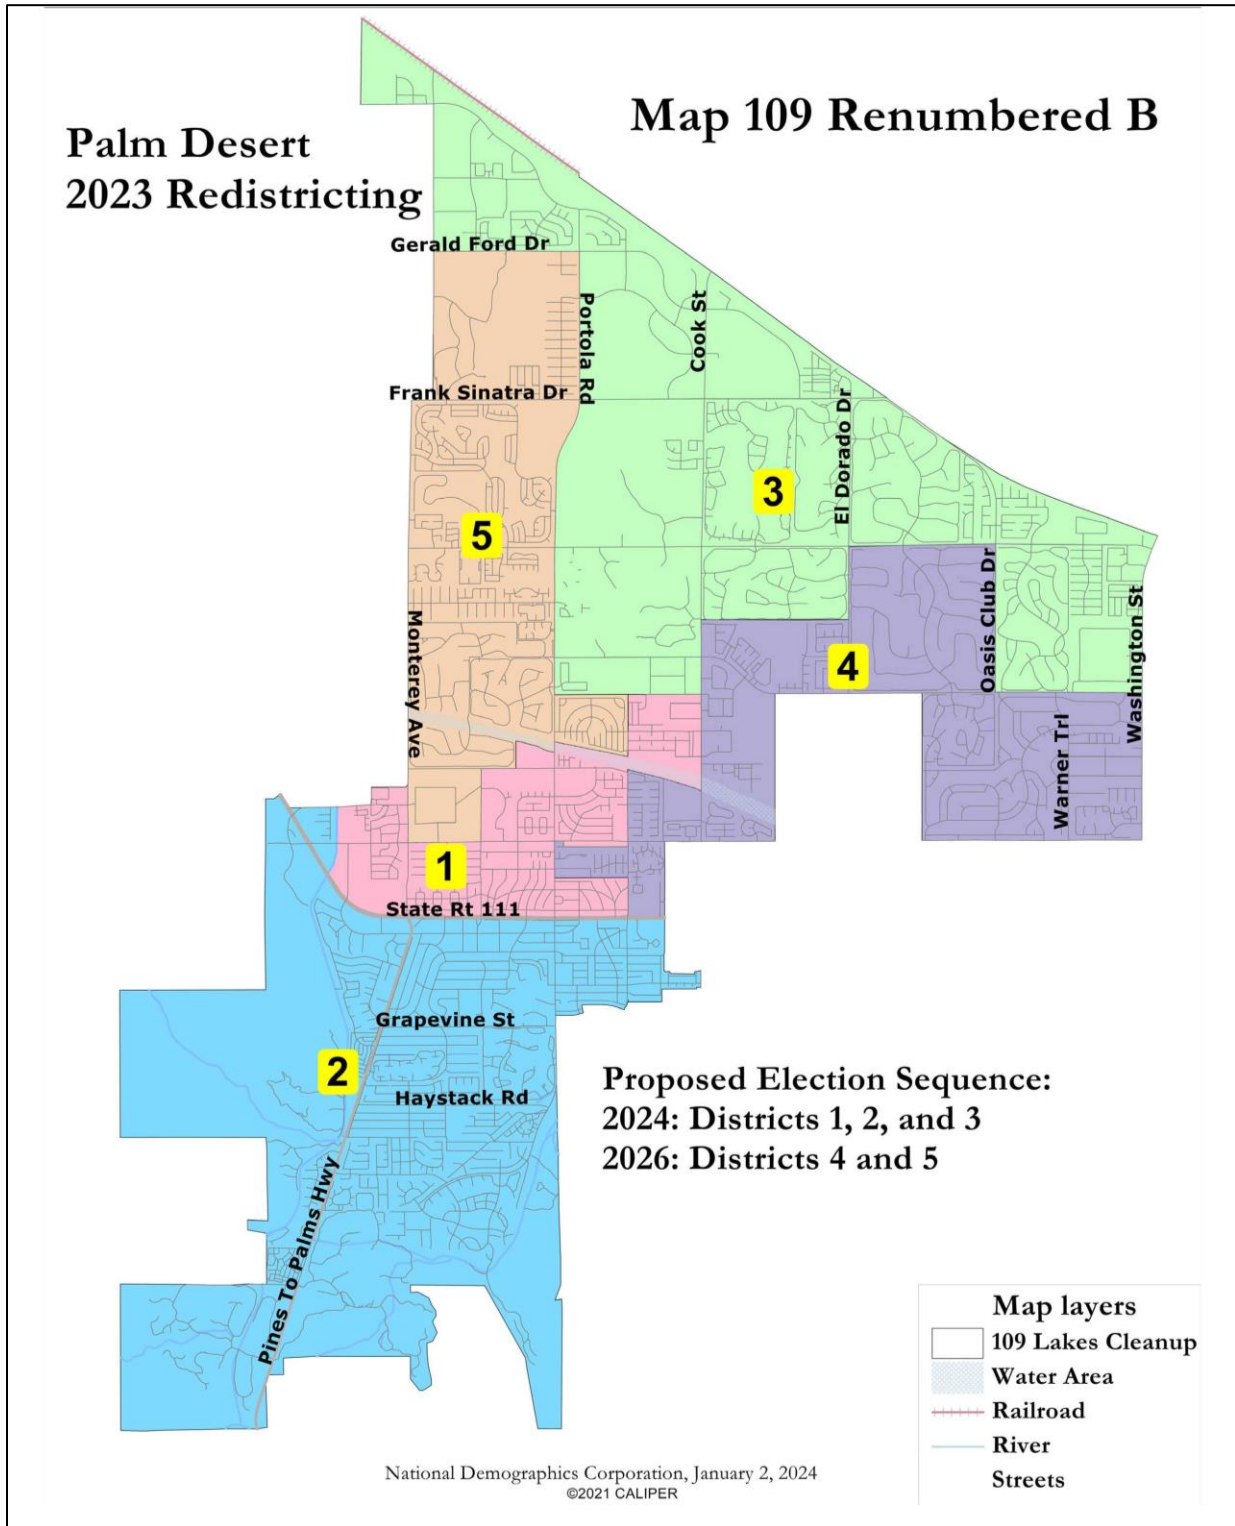 Map 109 Renumbered B
Palm Desert
2023 Redistricting
Gerald Ford Dr
Portola Rd
Cook St
Frank Sinatra Dr
El Dorado Dr
3
5
Oasis Club Dr
Washington St
Monterey Ave
4
Warner Trl
1
State Rt 111
Grapevine St
2
Haystack Rd
Pines To Palms Hwy
Proposed Election Sequence:
2024: Districts 1, 2, and 3
2026: Districts 4 and 5
Map layers
109 Lakes Cleanup
Water Area
Railroad
River
Streets
National Demographics Corporation, January 2, 2024
©2021 CALIPER